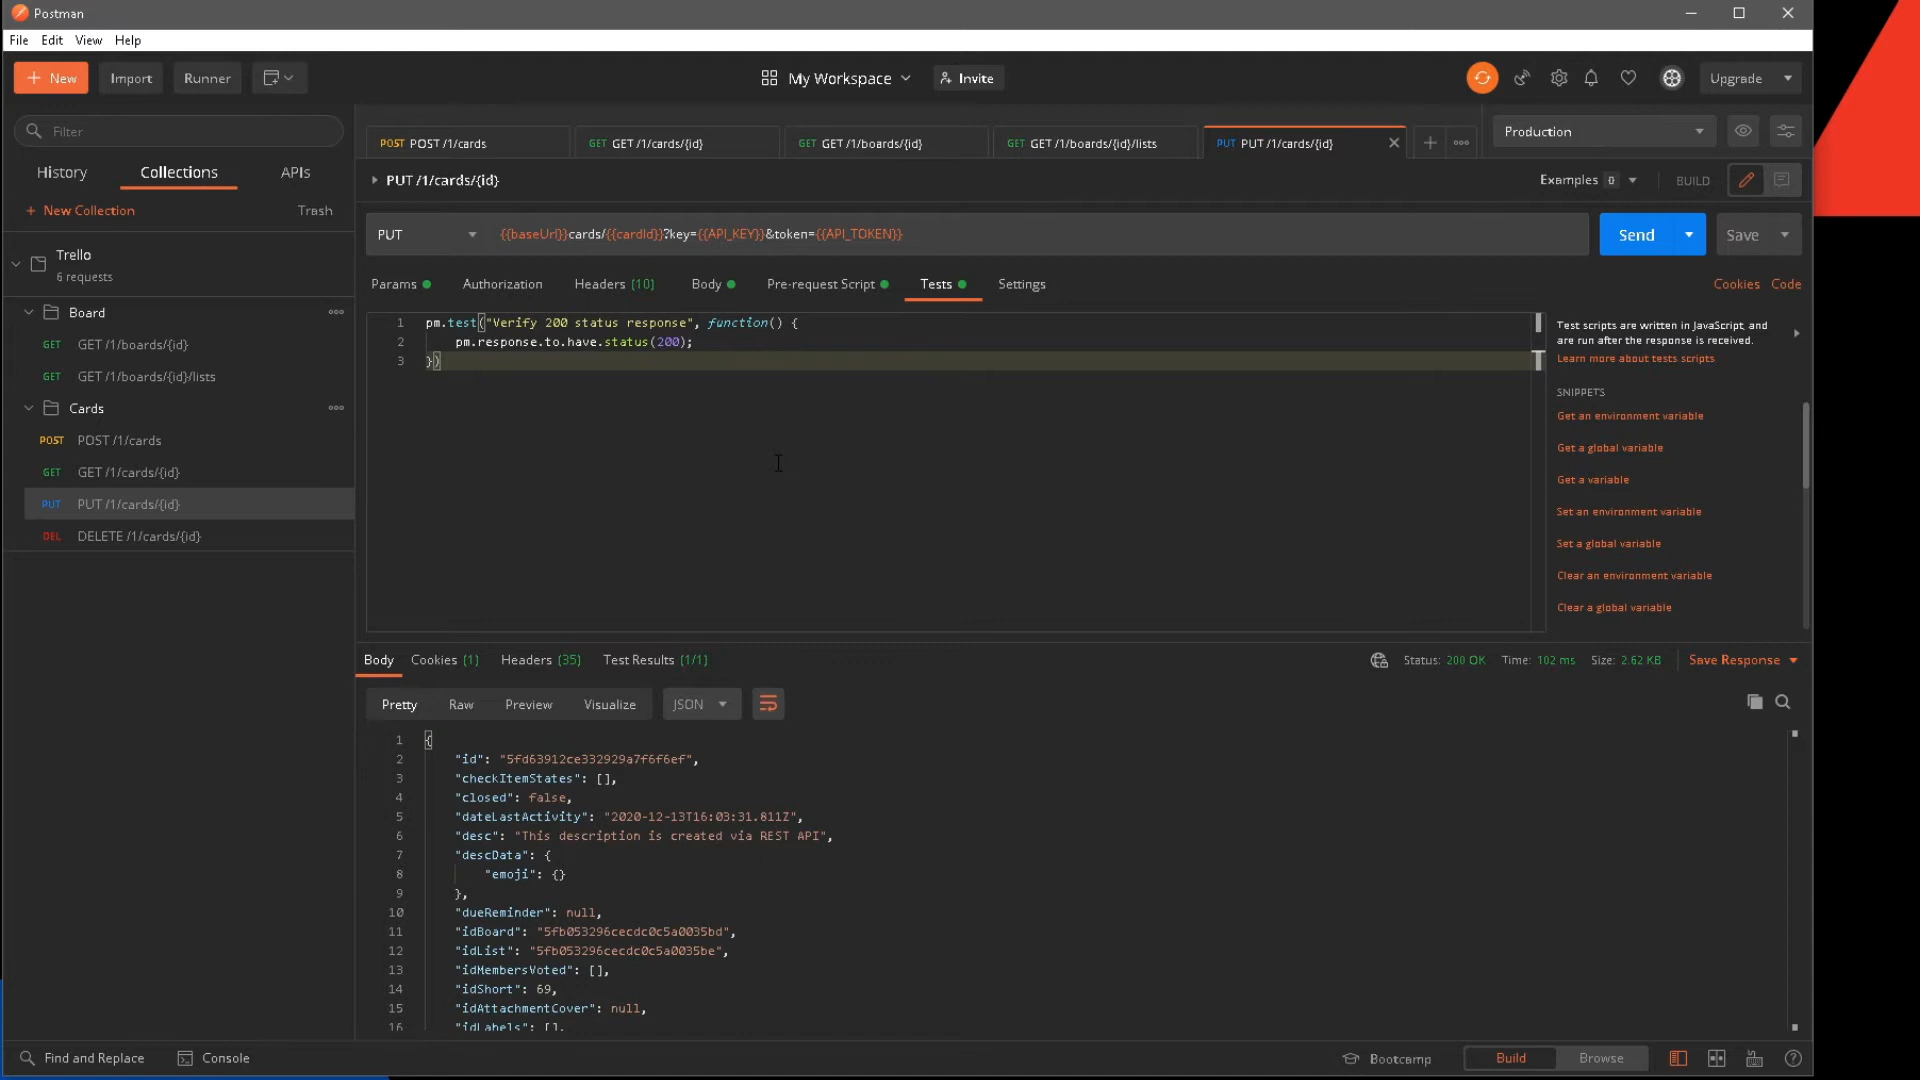 Postman
File Edit View Help
+ New Import Runner My Workspace Invite Upgrade
Filter
History Collections APIs
+ New Collection Trash
Trello
6 requests
Board
GET GET /1/boards/{id}
GET GET /1/boards/{id}/lists
Cards
POST POST /1/cards
GET GET /1/cards/{id}
PUT PUT /1/cards/{id}
DEL DELETE /1/cards/{id}
POST POST /1/cards GET GET /1/cards/{id} GET GET /1/boards/{id} GET GET /1/boards/{id}/lists PUT PUT /1/cards/{id} Production
PUT /1/cards/{id} Examples 0 BUILD
PUT {{baseUrl}}cards/{{cardId}}?key={{API_KEY}}&token={{API_TOKEN}} Send Save
Params Authorization Headers (10) Body Pre-request Script Tests Settings Cookies Code
1 pm.test("Verify 200 status response", function() {
2 pm.response.to.have.status(200);
3 })
Test scripts are written in JavaScript, and
are run after the response is received.
Learn more about tests scripts
SNIPPETS
Get an environment variable
Get a global variable
Get a variable
Set an environment variable
Set a global variable
Clear an environment variable
Clear a global variable
Body Cookies (1) Headers (35) Test Results (1/1) Status: 200 OK Time: 102 ms Size: 2.62 KB Save Response
Pretty Raw Preview Visualize JSON
1 {
2 "id": "5fd63912ce332929a7f6f6ef",
3 "checkItemStates": [],
4 "closed": false,
5 "dateLastActivity": "2020-12-13T16:03:31.811Z",
6 "desc": "This description is created via REST API",
7 "descData": {
8 "emoji": {}
9 },
10 "dueReminder": null,
11 "idBoard": "5fb053296cecdc0c5a0035bd",
12 "idList": "5fb053296cecdc0c5a0035be",
13 "idMembersVoted": [],
14 "idShort": 69,
15 "idAttachmentCover": null,
16 "idLabels": [],
Find and Replace Console Bootcamp Build Browse